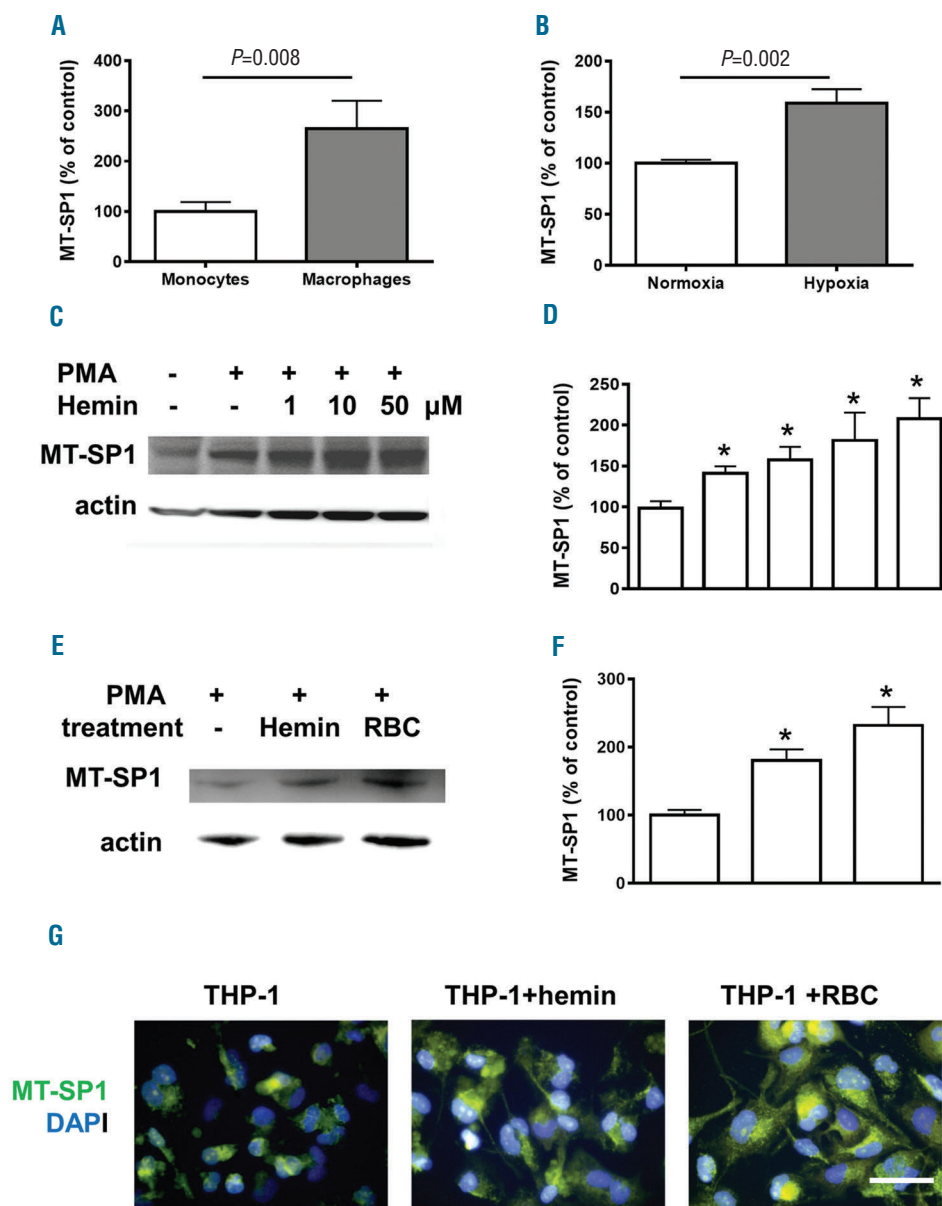 A
MT-SP1 (% of control)
400
300
200
100
0
P=0.008
Monocytes Macrophages
B
MT-SP1 (% of control)
200
150
100
50
0
P=0.002
Normoxia Hypoxia
C
PMA - + + + +
Hemin - - 1 10 50 µM
MT-SP1
actin
D
MT-SP1 (% of control)
250
200
150
100
50
0
* * * *
E
PMA + + +
treatment - Hemin RBC
MT-SP1
actin
F
MT-SP1 (% of control)
300
200
100
0
* *
G
THP-1 THP-1+hemin THP-1 +RBC
MT-SP1
DAPI